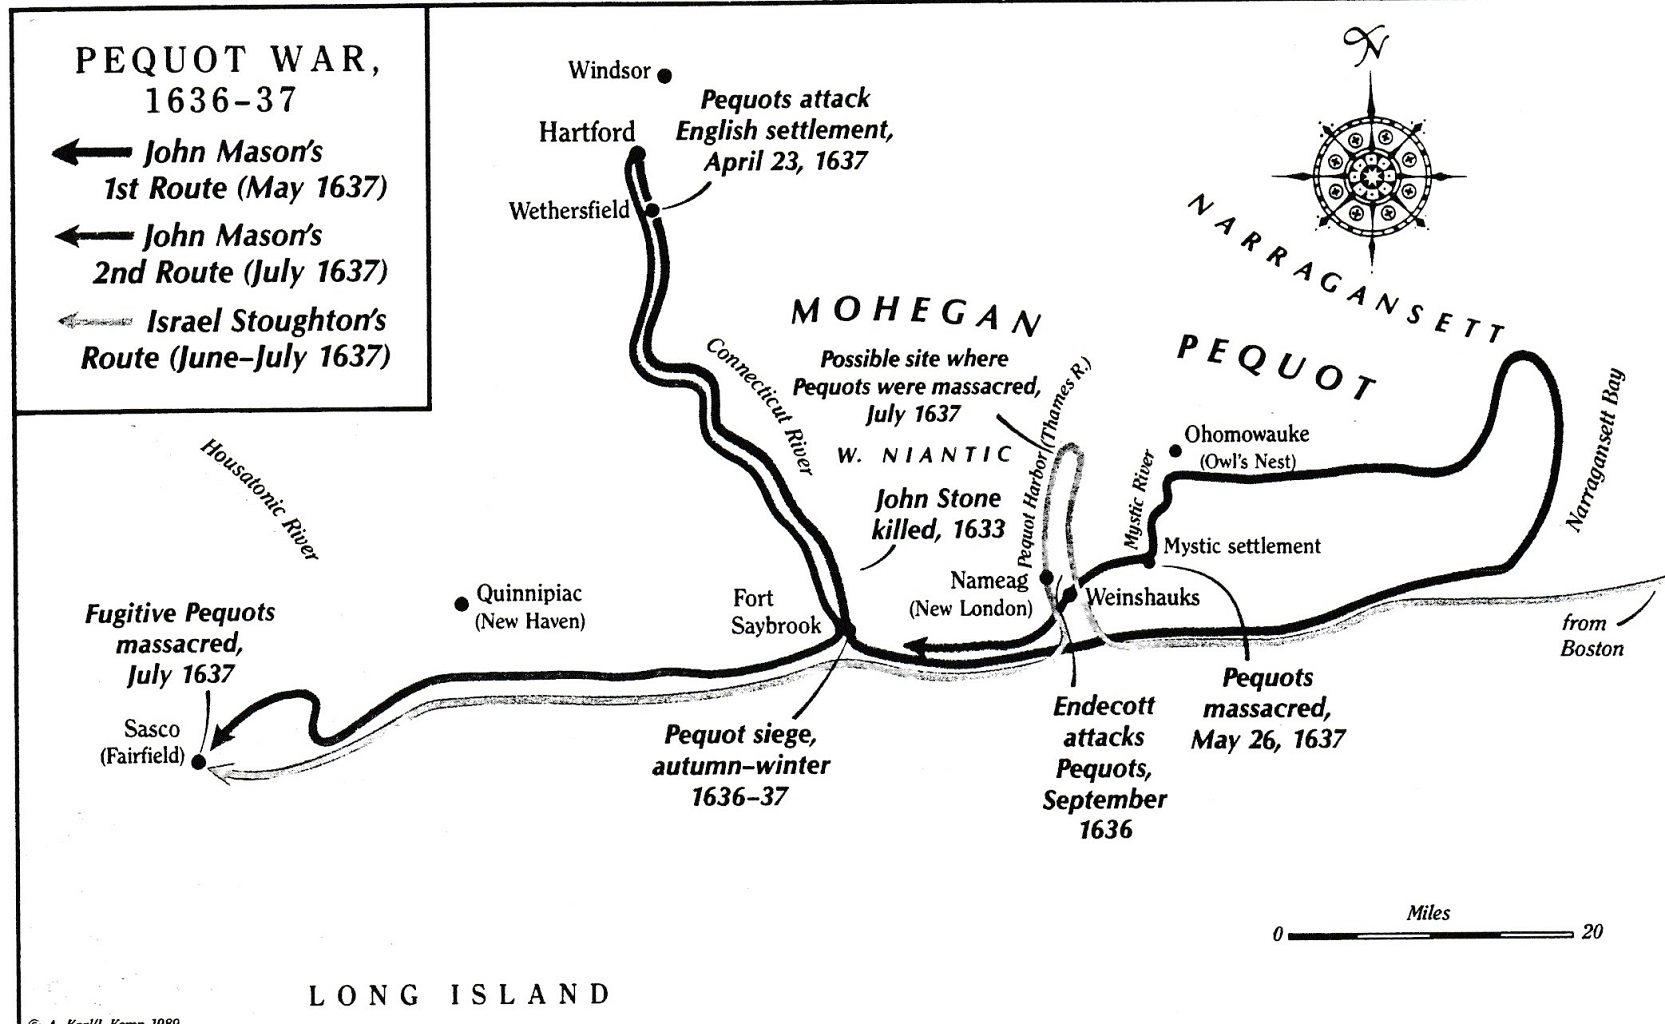 PEQUOT WAR,
1636–37
John Mason's
1st Route (May 1637)
John Mason's
2nd Route (July 1637)
Israel Stoughton's
Route (June–July 1637)
N
Windsor
Pequots attack
English settlement,
April 23, 1637
Hartford
Wethersfield
NARRAGANSETT
MOHEGAN
PEQUOT
Possible site where
Pequots were massacred,
July 1637
Connecticut River
W. NIANTIC
Pequot Harbor (Thames R.)
Ohomowauke
(Owl's Nest)
Mystic River
Narragansett Bay
Housatonic River
John Stone
killed, 1633
Mystic settlement
Nameag
(New London)
Weinshauks
Quinnipiac
(New Haven)
Fort
Saybrook
Fugitive Pequots
massacred,
July 1637
from
Boston
Sasco
(Fairfield)
Pequot siege,
autumn–winter
1636–37
Endecott
attacks
Pequots,
September
1636
Pequots
massacred,
May 26, 1637
Miles
0 20
LONG ISLAND